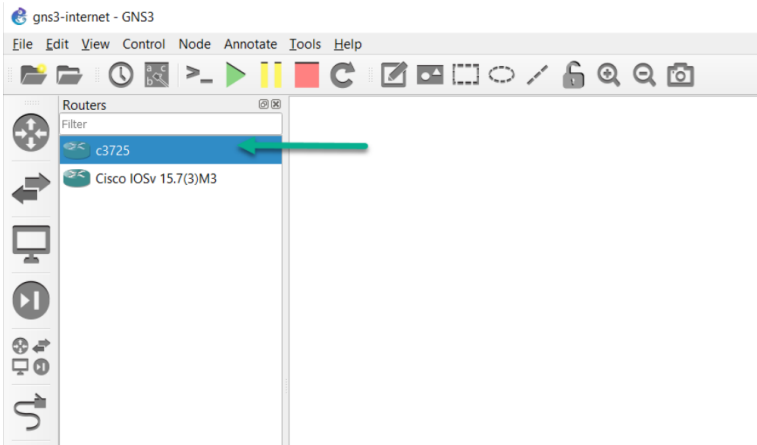 gns3-internet - GNS3
File Edit View Control Node Annotate Tools Help
Routers
Filter
c3725
Cisco IOSv 15.7(3)M3